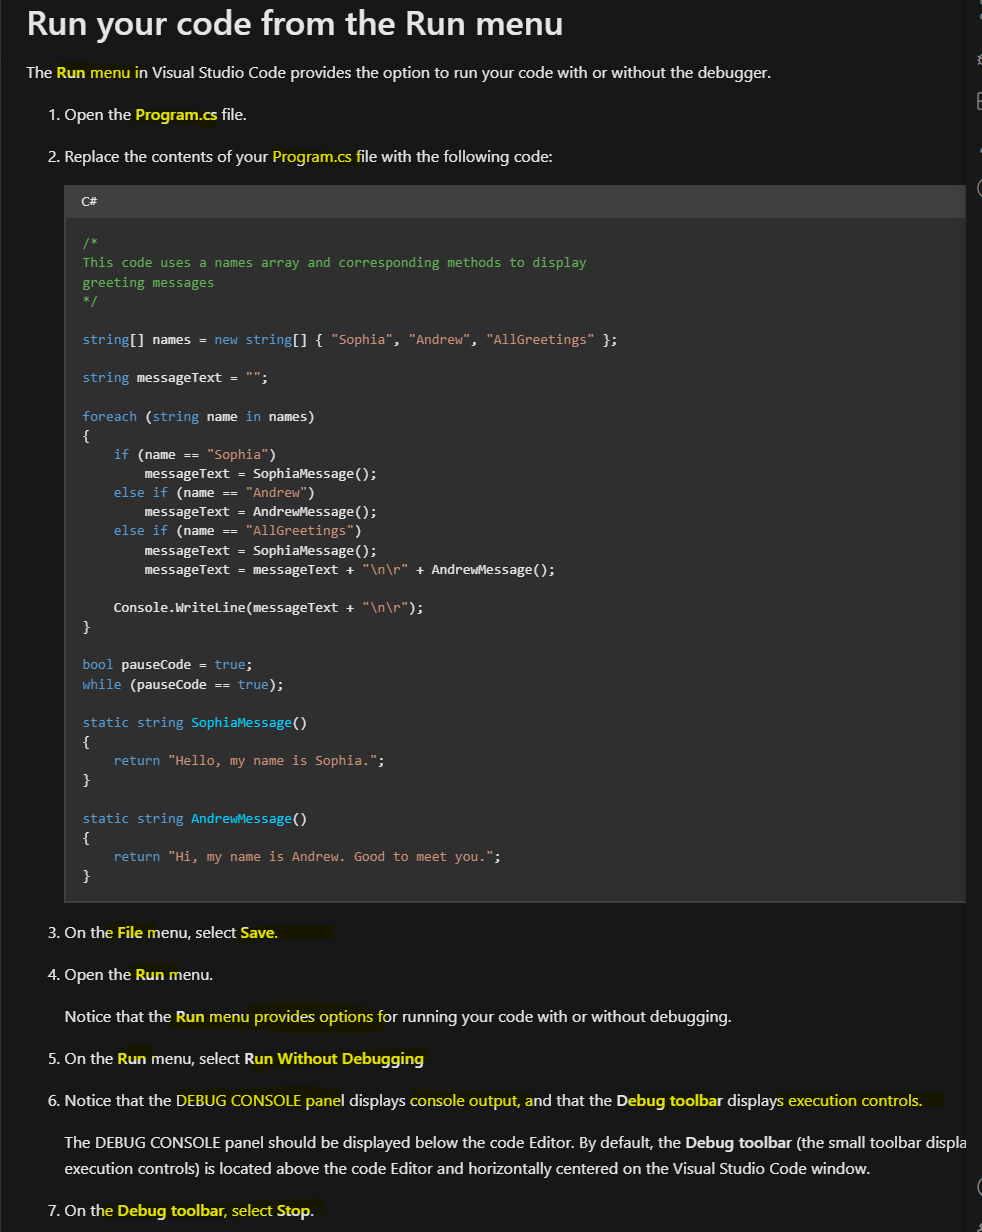 Run your code from the Run menu
The Run menu in Visual Studio Code provides the option to run your code with or without the debugger.
1. Open the Program.cs file.
2. Replace the contents of your Program.cs file with the following code:
C#
/*
This code uses a names array and corresponding methods to display
greeting messages
*/
string[] names = new string[] { "Sophia", "Andrew", "AllGreetings" };
string messageText = "";
foreach (string name in names)
{
    if (name == "Sophia")
        messageText = SophiaMessage();
    else if (name == "Andrew")
        messageText = AndrewMessage();
    else if (name == "AllGreetings")
        messageText = SophiaMessage();
        messageText = messageText + "\n\r" + AndrewMessage();
    Console.WriteLine(messageText + "\n\r");
}
bool pauseCode = true;
while (pauseCode == true);
static string SophiaMessage()
{
    return "Hello, my name is Sophia.";
}
static string AndrewMessage()
{
    return "Hi, my name is Andrew. Good to meet you.";
}
3. On the File menu, select Save.
4. Open the Run menu.
Notice that the Run menu provides options for running your code with or without debugging.
5. On the Run menu, select Run Without Debugging
6. Notice that the DEBUG CONSOLE panel displays console output, and that the Debug toolbar displays execution controls.
The DEBUG CONSOLE panel should be displayed below the code Editor. By default, the Debug toolbar (the small toolbar displa
execution controls) is located above the code Editor and horizontally centered on the Visual Studio Code window.
7. On the Debug toolbar, select Stop.